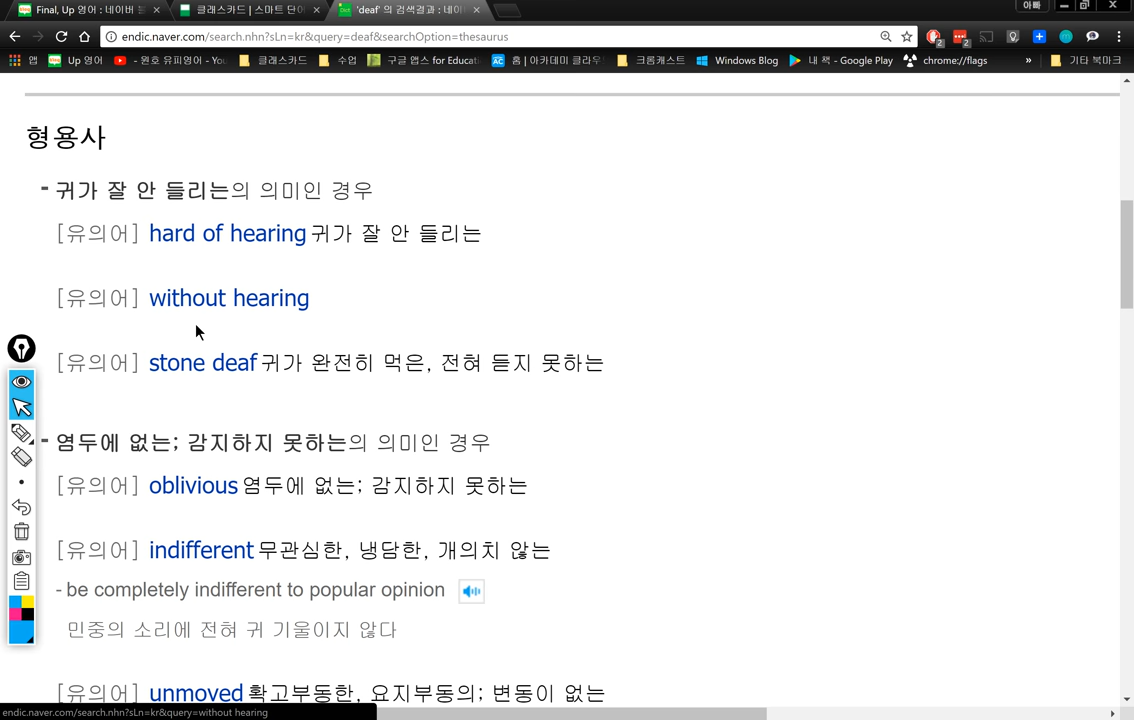 Final, Up 영어 : 네이버 블
클래스카드 | 스마트 단어
'deaf' 의 검색결과 : 네이
아빠
endic.naver.com/search.nhn?sLn=kr&query=deaf&searchOption=thesaurus
앱 Up 영어 - 원호 유피영어 - You 클래스카드 수업 구글 앱스 for Educati 홈 | 아카데미 클라우 크롬캐스트 Windows Blog 내 책 - Google Play chrome://flags » 기타 북마크
형용사
- 귀가 잘 안 들리는의 의미인 경우
[유의어] hard of hearing 귀가 잘 안 들리는
[유의어] without hearing
[유의어] stone deaf 귀가 완전히 먹은, 전혀 듣지 못하는
- 염두에 없는; 감지하지 못하는의 의미인 경우
[유의어] oblivious 염두에 없는; 감지하지 못하는
[유의어] indifferent 무관심한, 냉담한, 개의치 않는
- be completely indifferent to popular opinion
민중의 소리에 전혀 귀 기울이지 않다
[유의어] unmoved 확고부동한, 요지부동의; 변동이 없는
endic.naver.com/search.nhn?sLn=kr&query=without hearing